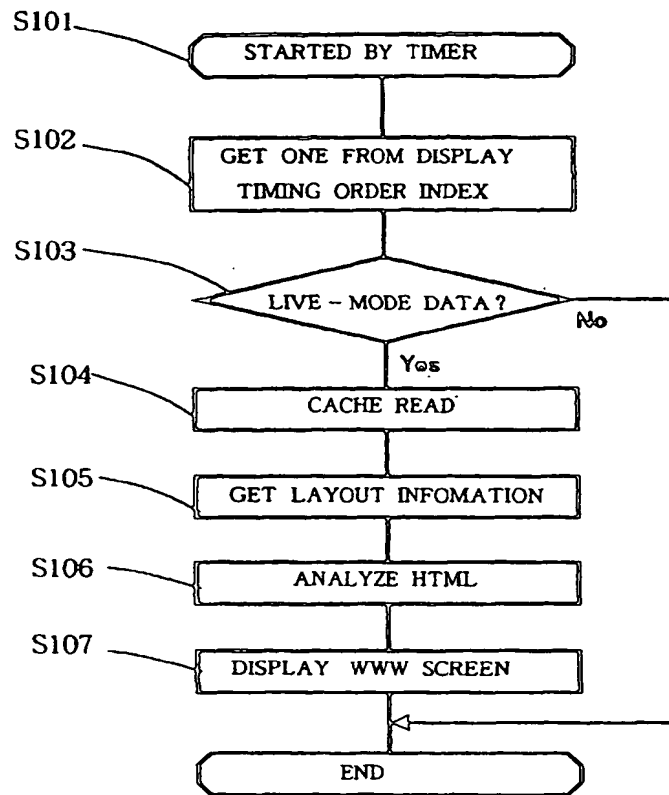 S101
STARTED BY TIMER
S102
GET ONE FROM DISPLAY
TIMING ORDER INDEX
S103
LIVE - MODE DATA?
No
Yes
S104
CACHE READ
S105
GET LAYOUT INFOMATION
S106
ANALYZE HTML
S107
DISPLAY WWW SCREEN
END